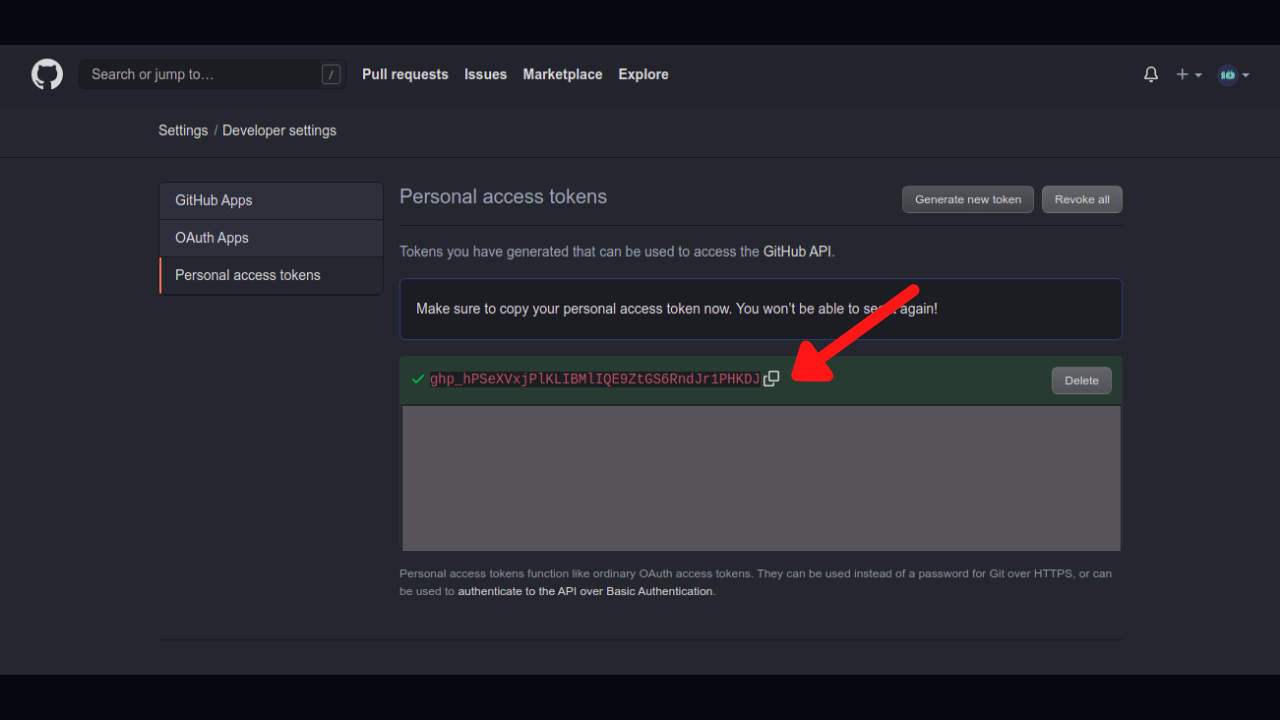 Search or jump to…
/
Pull requests
Issues
Marketplace
Explore
Settings / Developer settings
GitHub Apps
OAuth Apps
Personal access tokens
Personal access tokens
Generate new token
Revoke all
Tokens you have generated that can be used to access the GitHub API.
Make sure to copy your personal access token now. You won’t be able to see it again!
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
Delete
Personal access tokens function like ordinary OAuth access tokens. They can be used instead of a password for Git over HTTPS, or can
be used to authenticate to the API over Basic Authentication.